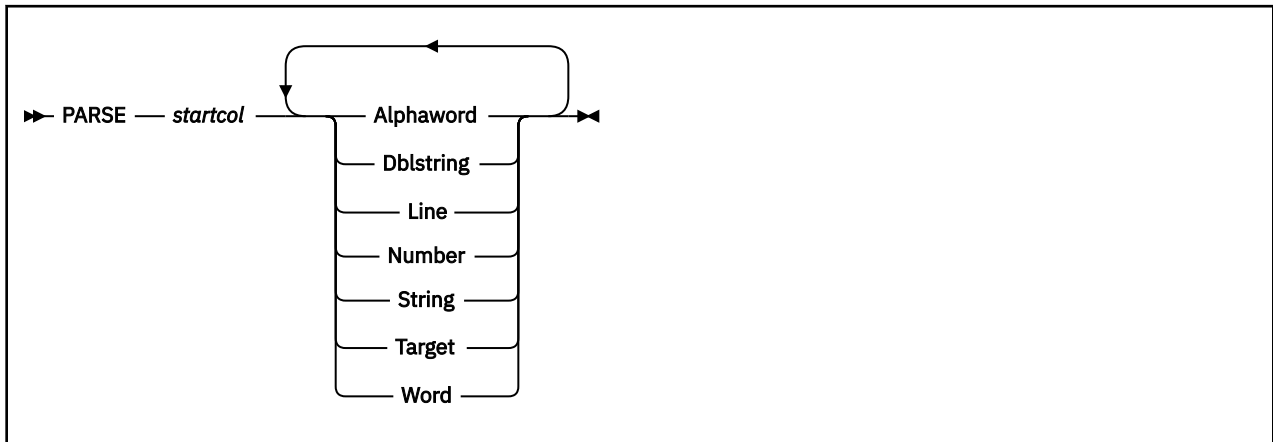 PARSE startcol Alphaword
Dblstring
Line
Number
String
Target
Word